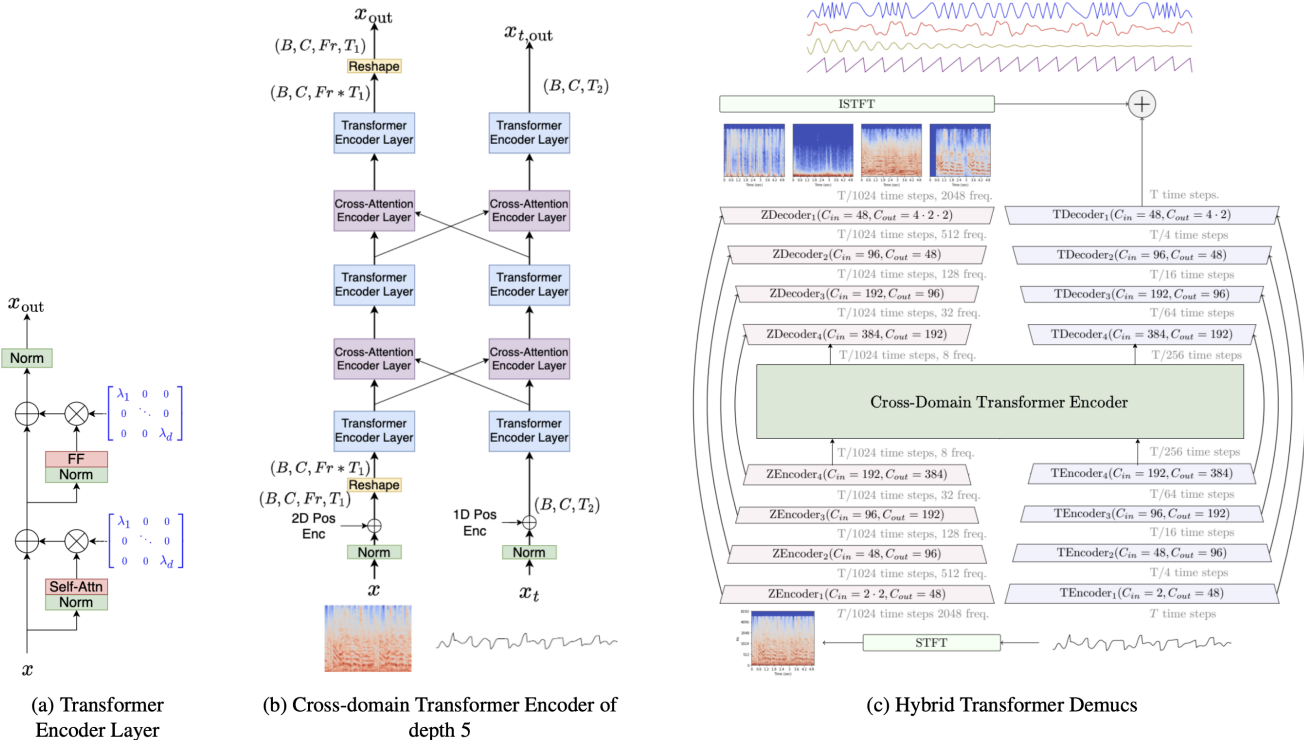 x_out
Norm
λ_1 0 0
0 ⋱ 0
0 0 λ_d
FF
Norm
λ_1 0 0
0 ⋱ 0
0 0 λ_d
Self-Attn
Norm
x
(a) Transformer
Encoder Layer
x_out
(B, C, Fr, T_1)
Reshape
(B, C, Fr * T_1)
Transformer
Encoder Layer
Cross-Attention
Encoder Layer
Transformer
Encoder Layer
Cross-Attention
Encoder Layer
Transformer
Encoder Layer
(B, C, Fr * T_1)
Reshape
(B, C, Fr, T_1)
2D Pos
Enc
Norm
x
x_t,out
(B, C, T_2)
Transformer
Encoder Layer
Cross-Attention
Encoder Layer
Transformer
Encoder Layer
Cross-Attention
Encoder Layer
Transformer
Encoder Layer
(B, C, T_2)
1D Pos
Enc
Norm
x_t
(b) Cross-domain Transformer Encoder of
depth 5
ISTFT
Time (sec) Time (sec) Time (sec) Time (sec)
T/1024 time steps, 2048 freq. T time steps.
ZDecoder_1(C_in = 48, C_out = 4 · 2 · 2) TDecoder_1(C_in = 48, C_out = 4 · 2)
T/1024 time steps, 512 freq. T/4 time steps
ZDecoder_2(C_in = 96, C_out = 48) TDecoder_2(C_in = 96, C_out = 48)
T/1024 time steps, 128 freq. T/16 time steps
ZDecoder_3(C_in = 192, C_out = 96) TDecoder_3(C_in = 192, C_out = 96)
T/1024 time steps, 32 freq. T/64 time steps
ZDecoder_4(C_in = 384, C_out = 192) TDecoder_4(C_in = 384, C_out = 192)
T/1024 time steps, 8 freq. T/256 time steps
Cross-Domain Transformer Encoder
T/1024 time steps, 8 freq. T/256 time steps
ZEncoder_4(C_in = 192, C_out = 384) TEncoder_4(C_in = 192, C_out = 384)
T/1024 time steps, 32 freq. T/64 time steps
ZEncoder_3(C_in = 96, C_out = 192) TEncoder_3(C_in = 96, C_out = 192)
T/1024 time steps, 128 freq. T/16 time steps
ZEncoder_2(C_in = 48, C_out = 96) TEncoder_2(C_in = 48, C_out = 96)
T/1024 time steps, 512 freq. T/4 time steps
ZEncoder_1(C_in = 2 · 2, C_out = 48) TEncoder_1(C_in = 2, C_out = 48)
T/1024 time steps 2048 freq. T time steps
STFT
Time (sec)
(c) Hybrid Transformer Demucs